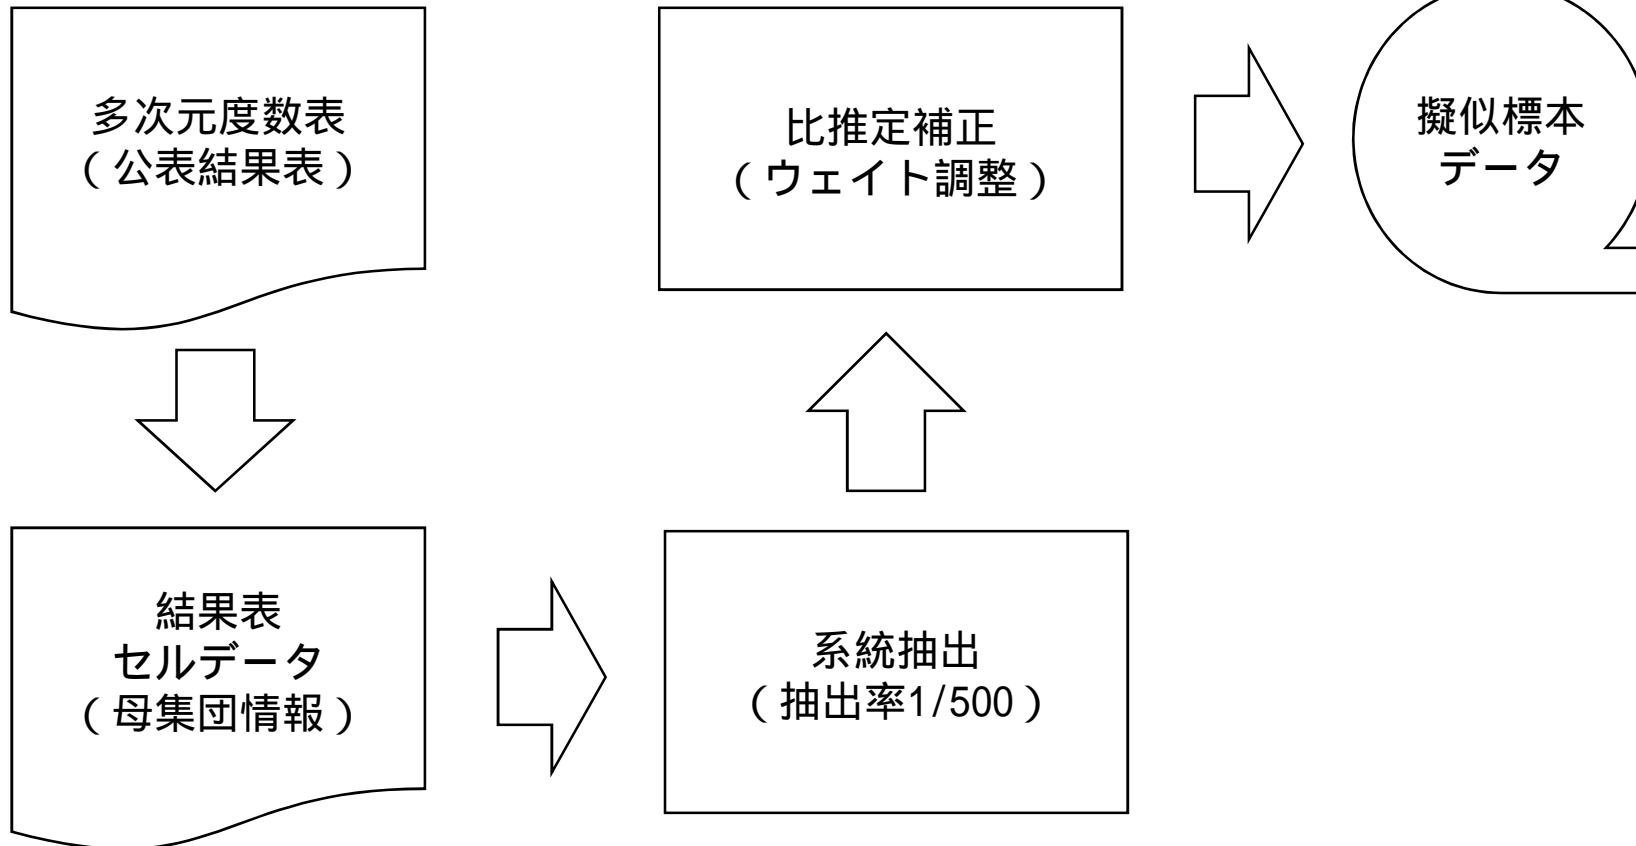 多次元度数表
(公表結果表)
結果表
セルデータ
(母集団情報)
系統抽出
(抽出率1/500)
比推定補正
(ウェイト調整)
擬似標本
データ